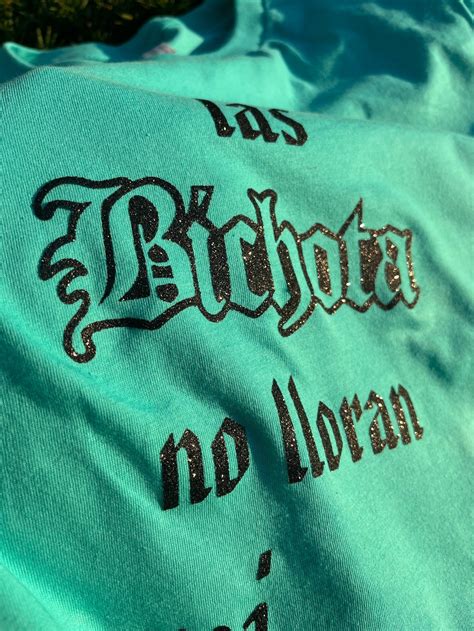 las
Bichota
no lloran